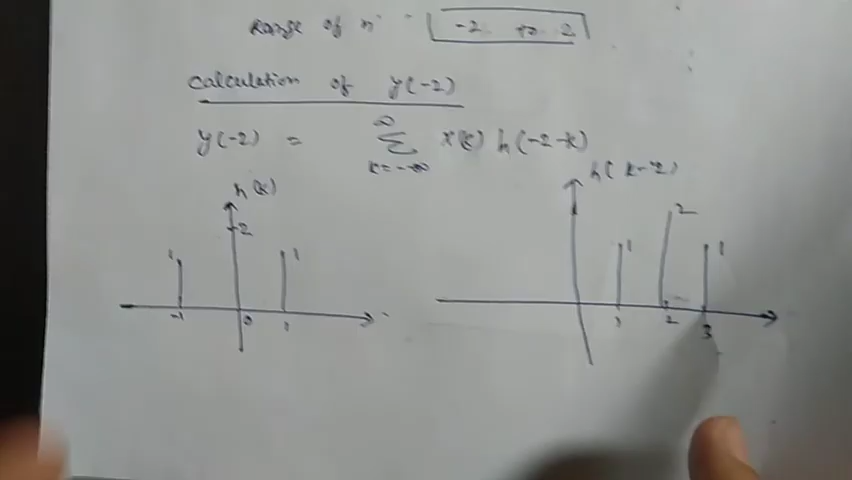 Range of n - -2 to 2
Calculation of y(-2)
y(-2) = ∞ Σ k=-∞ x(k) h(-2-k)
h(k) h(k-2)
2 2
1 1 1 1
-1 0 1 1 2 3